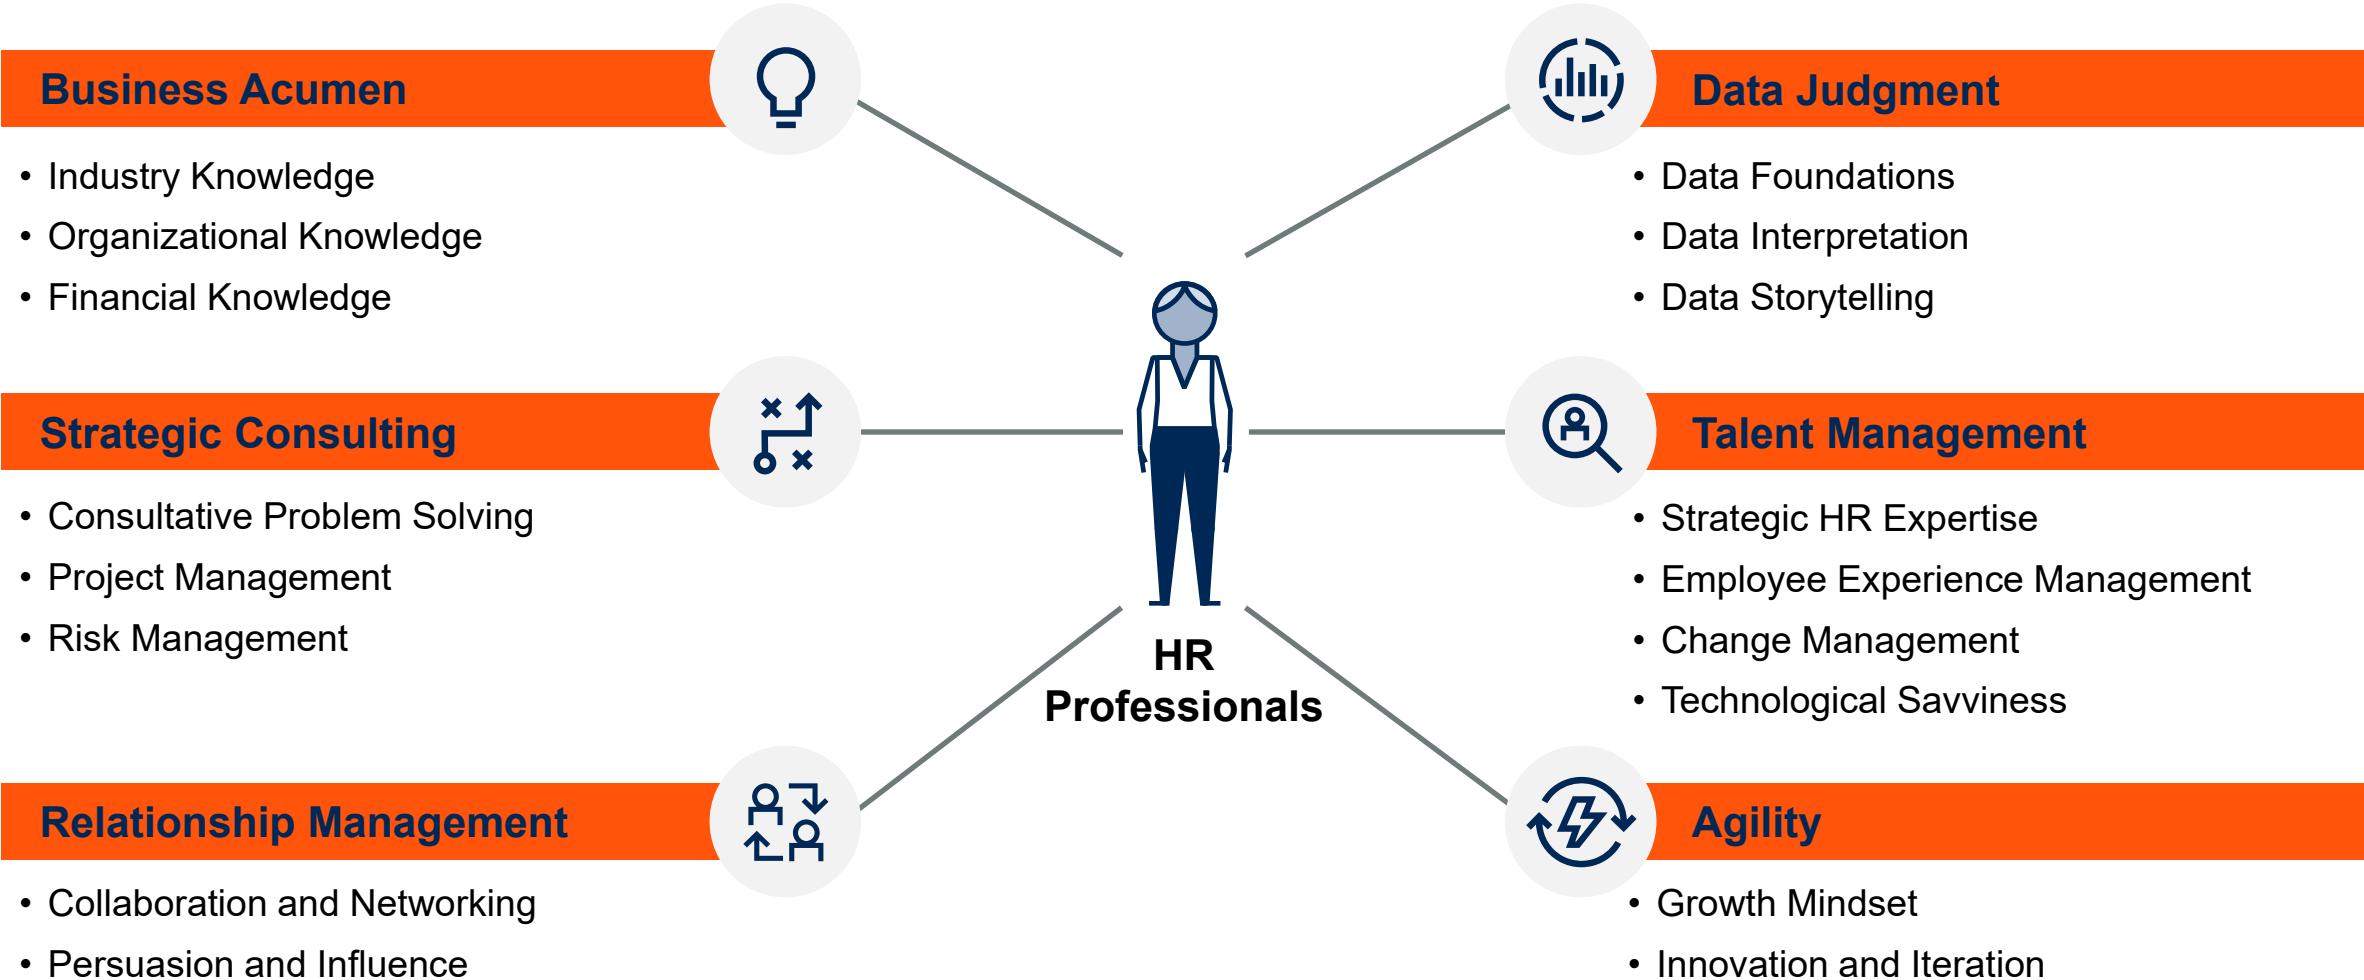 Business Acumen
• Industry Knowledge
• Organizational Knowledge
• Financial Knowledge
Strategic Consulting
• Consultative Problem Solving
• Project Management
• Risk Management
Relationship Management
• Collaboration and Networking
• Persuasion and Influence
HR
Professionals
Data Judgment
• Data Foundations
• Data Interpretation
• Data Storytelling
Talent Management
• Strategic HR Expertise
• Employee Experience Management
• Change Management
• Technological Savviness
Agility
• Growth Mindset
• Innovation and Iteration